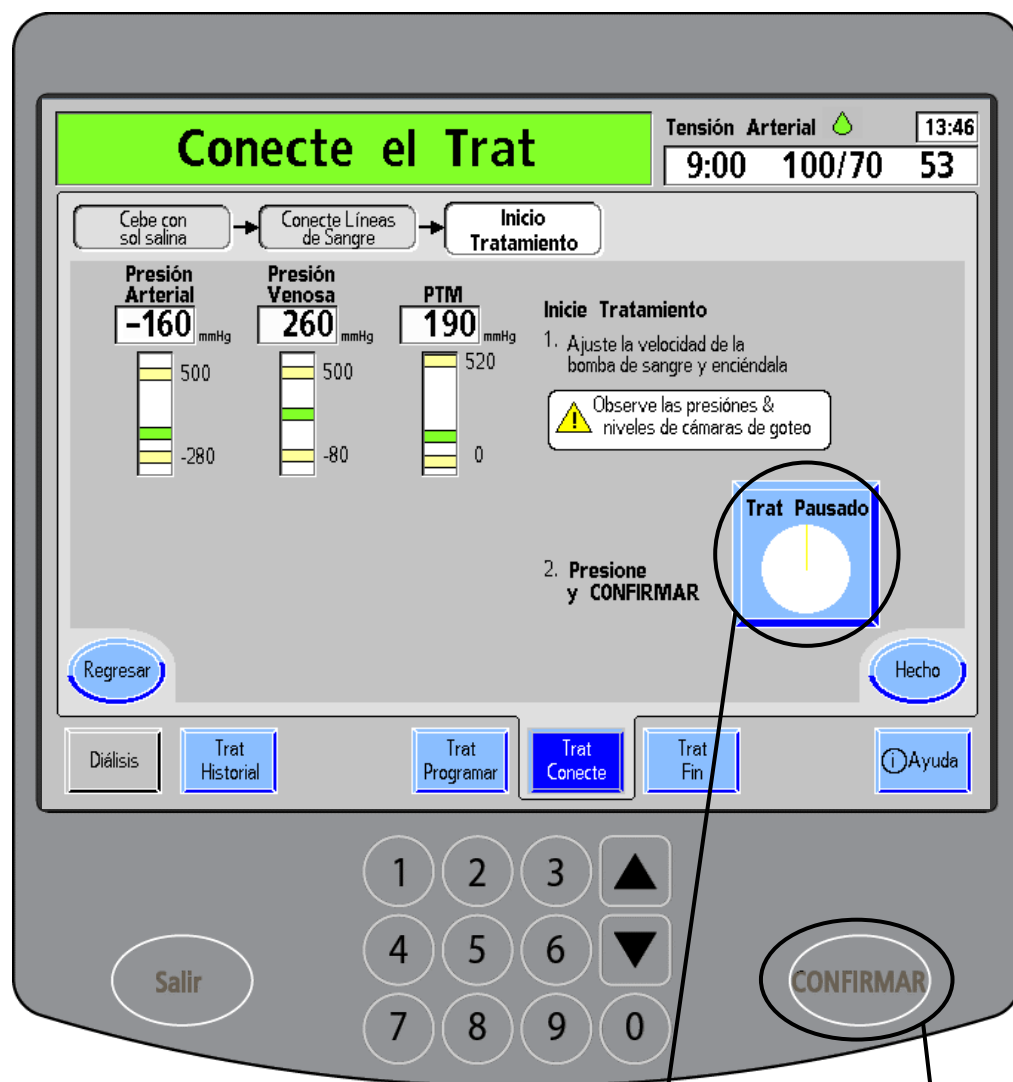 Conecte el Trat
Tensión Arterial
13:46
9:00 100/70 53
Cebe con
sol salina
Conecte Líneas
de Sangre
Inicio
Tratamiento
Presión
Arterial
-160 mmHg
500
-280
Presión
Venosa
260 mmHg
500
-80
PTM
190 mmHg
520
0
Inicie Tratamiento
1. Ajuste la velocidad de la
bomba de sangre y enciéndala
Observe las presiónes &
niveles de cámaras de goteo
Trat Pausado
2. Presione
y CONFIRMAR
Regresar
Hecho
Diálisis
Trat
Historial
Trat
Programar
Trat
Conecte
Trat
Fin
i Ayuda
1 2 3
4 5 6
7 8 9 0
Salir
CONFIRMAR